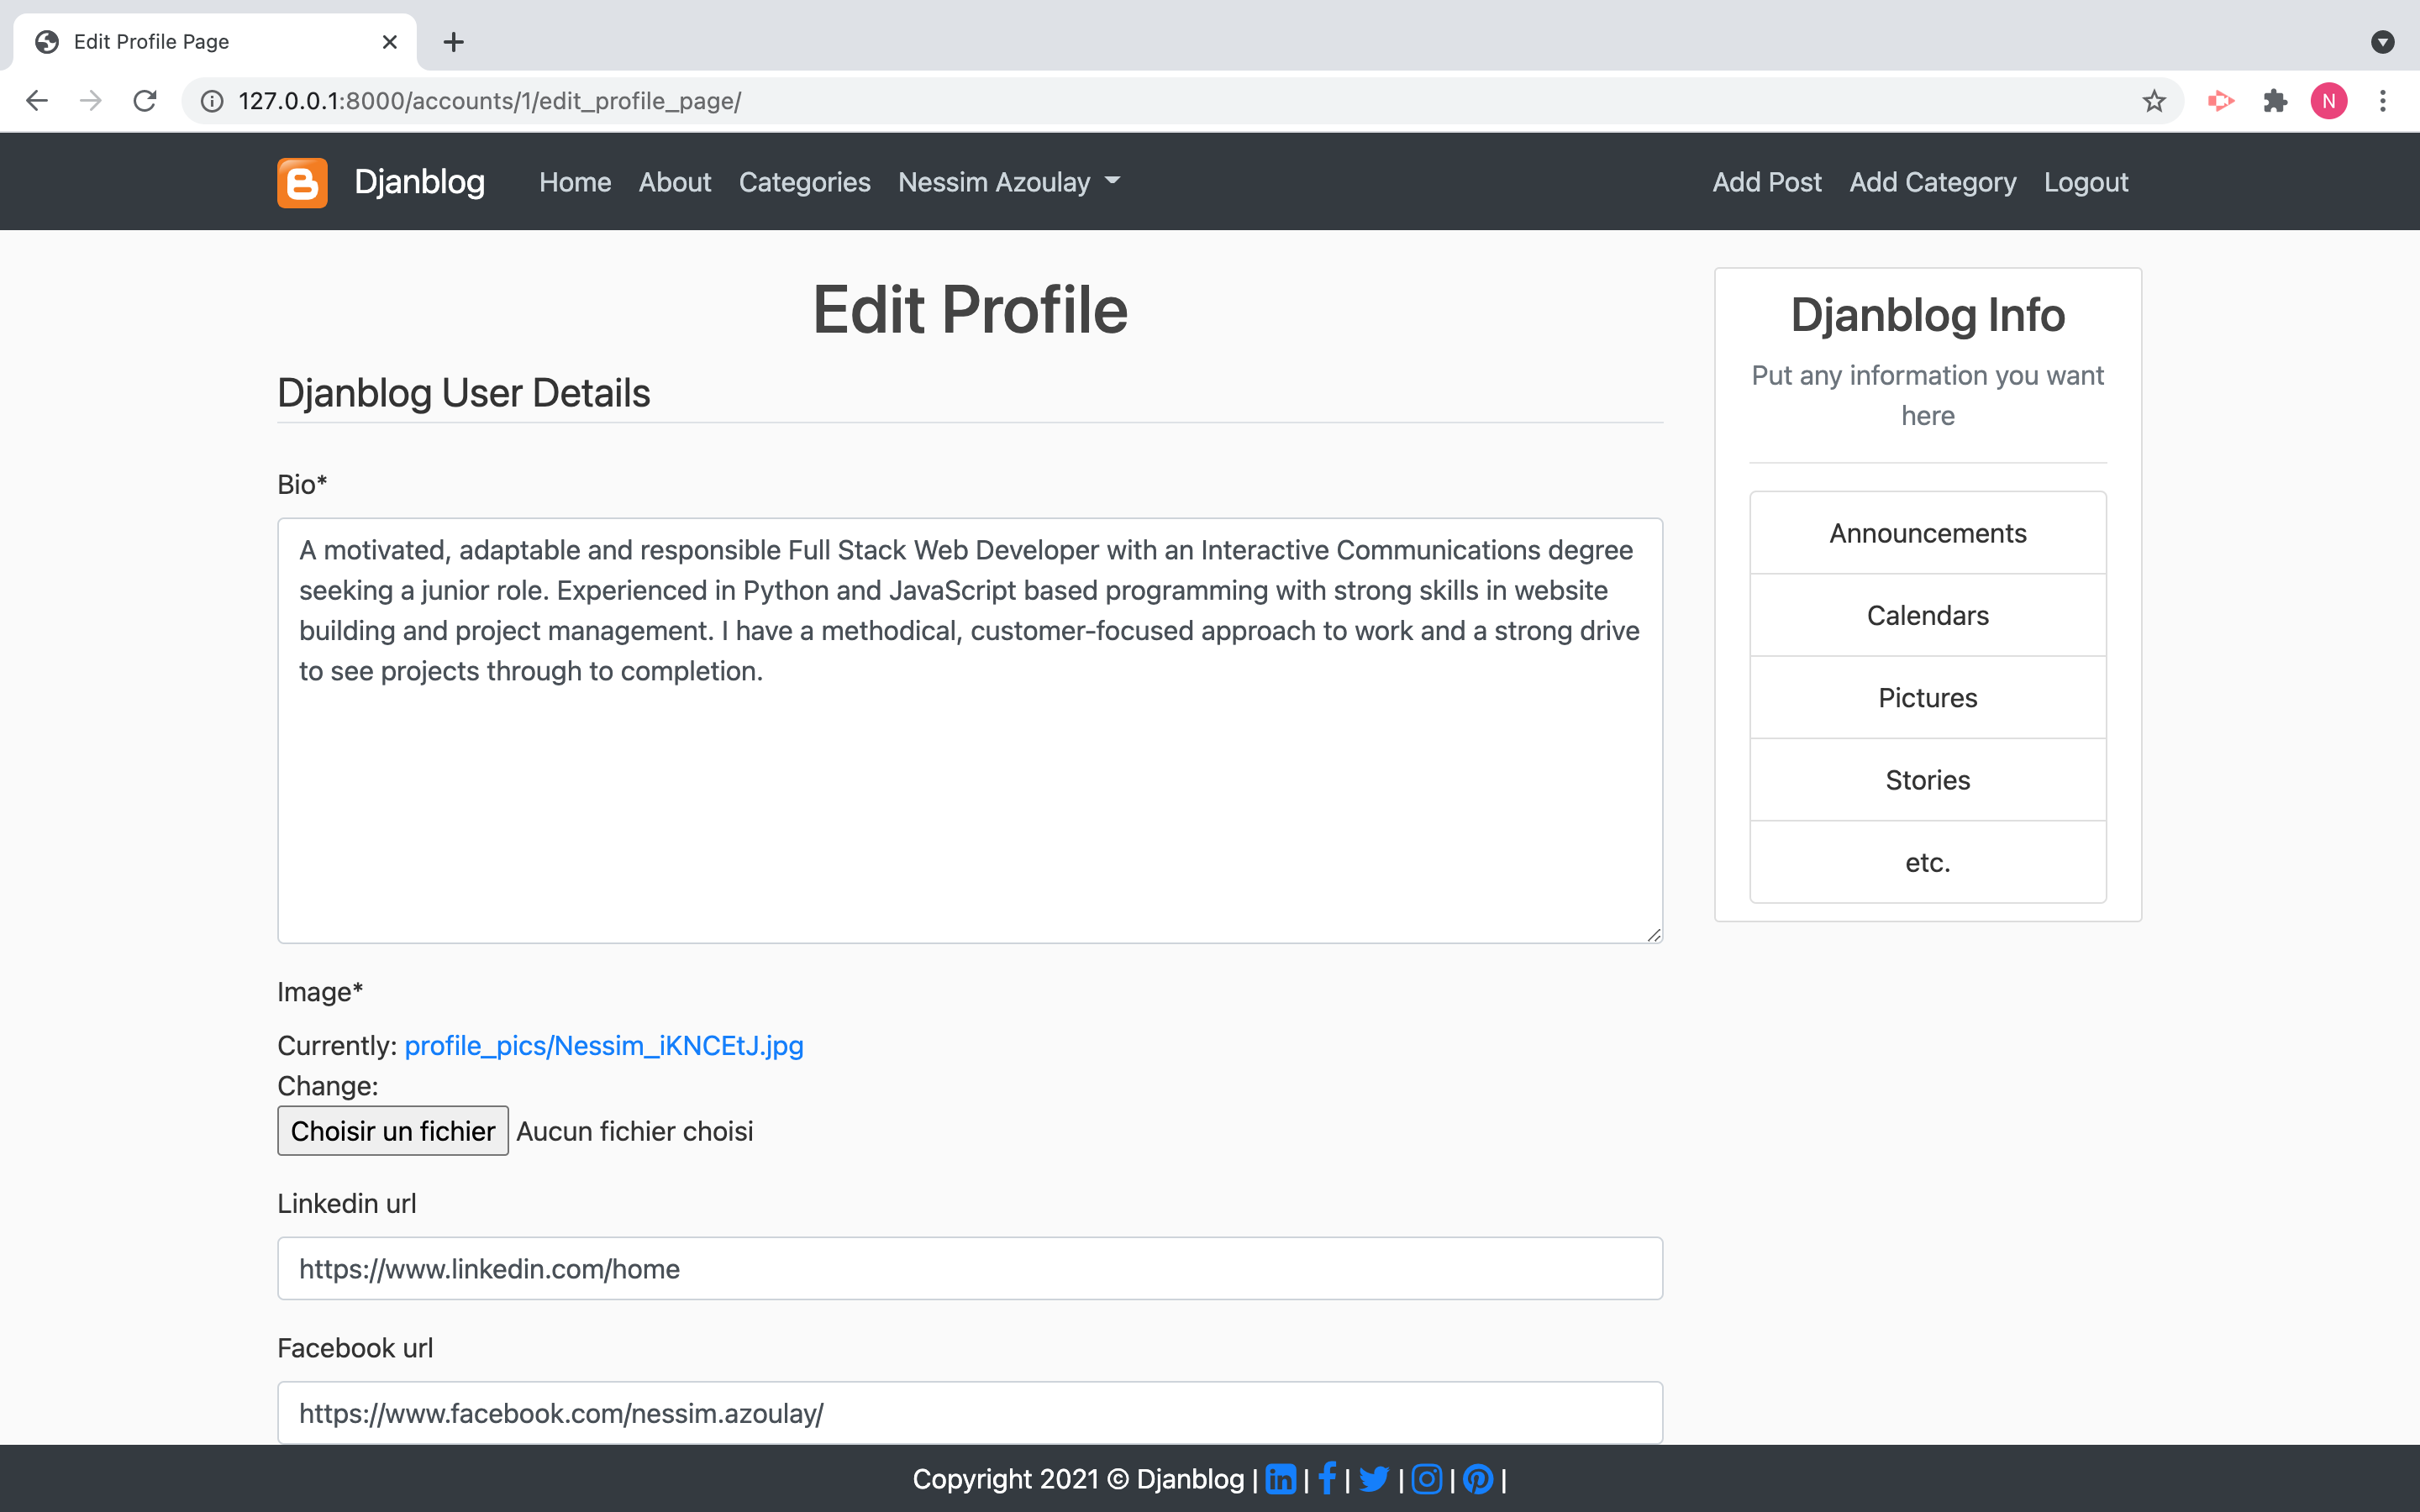 Edit Profile Page
127.0.0.1:8000/accounts/1/edit_profile_page/
N
Djanblog Home About Categories Nessim Azoulay Add Post Add Category Logout
Edit Profile
Djanblog User Details
Bio*
A motivated, adaptable and responsible Full Stack Web Developer with an Interactive Communications degree
seeking a junior role. Experienced in Python and JavaScript based programming with strong skills in website
building and project management. I have a methodical, customer-focused approach to work and a strong drive
to see projects through to completion.
Image*
Currently: profile_pics/Nessim_iKNCEtJ.jpg
Change:
Choisir un fichier Aucun fichier choisi
Linkedin url
https://www.linkedin.com/home
Facebook url
https://www.facebook.com/nessim.azoulay/
Djanblog Info
Put any information you want
here
Announcements
Calendars
Pictures
Stories
etc.
Copyright 2021 © Djanblog | | | | | |